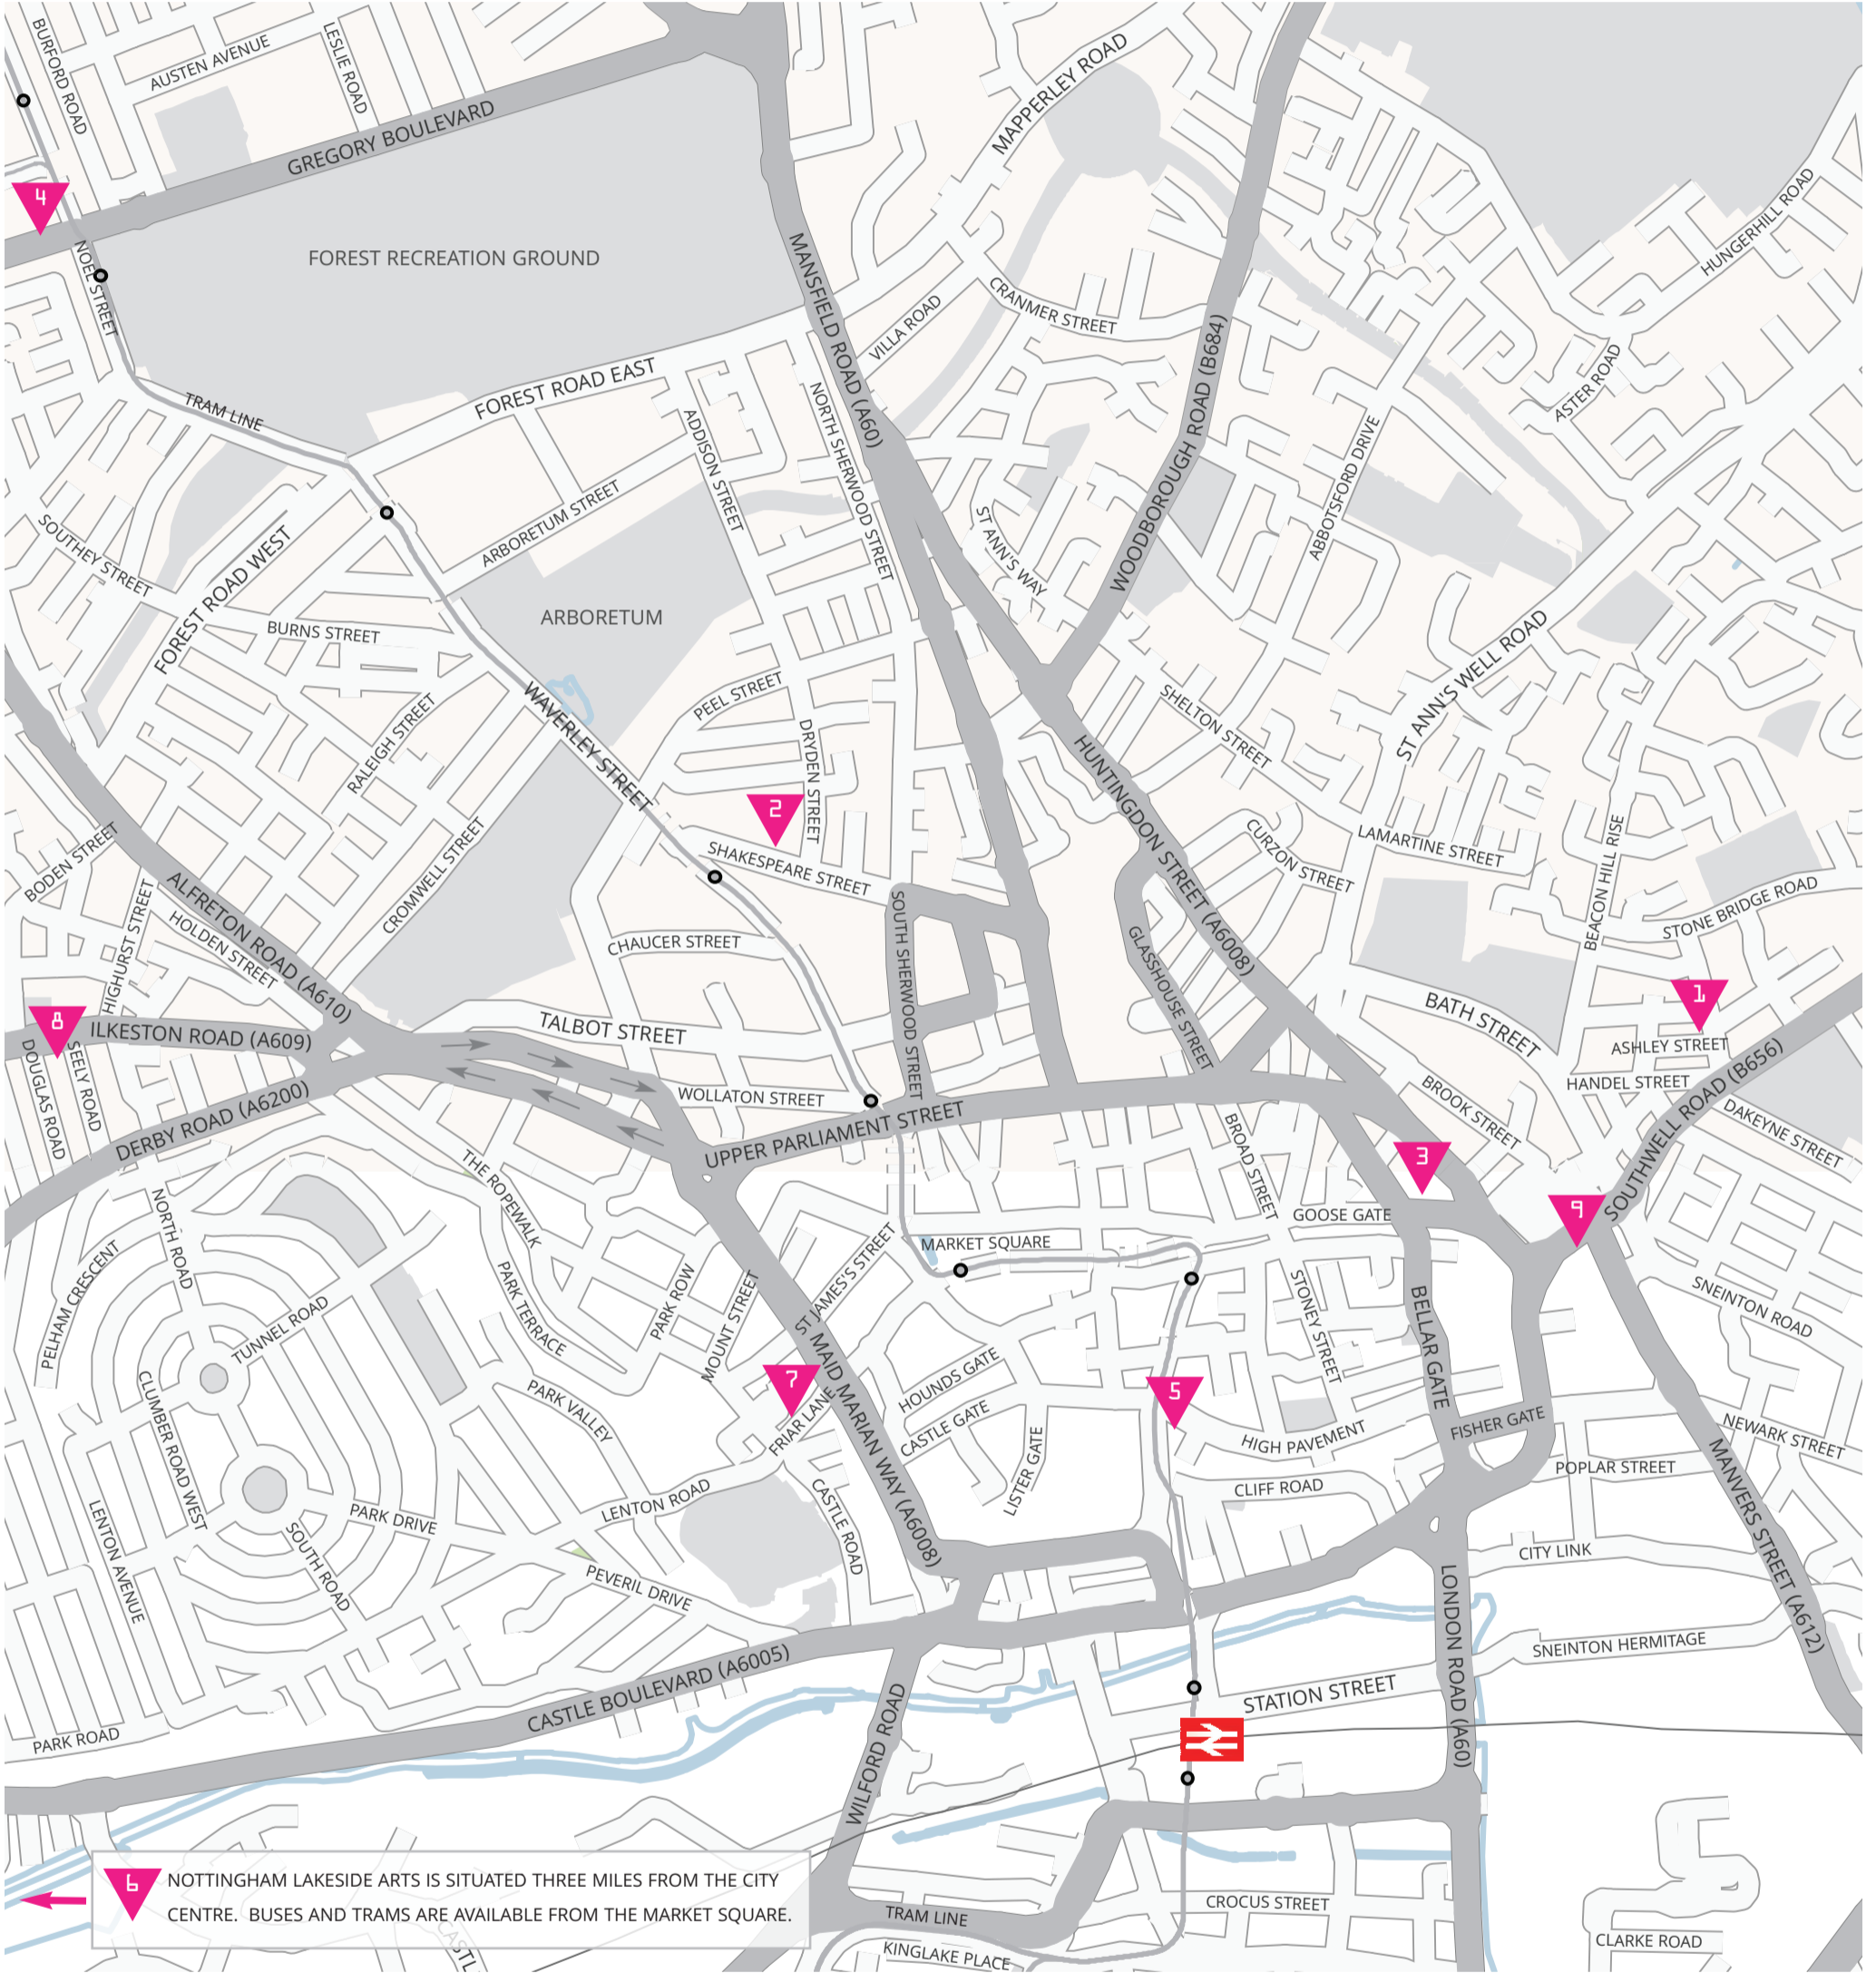 BURFORD ROAD
AUSTEN AVENUE
LESLIE ROAD
GREGORY BOULEVARD
MAPPERLEY ROAD
4
NOEL STREET
FOREST RECREATION GROUND
MANSFIELD ROAD (A60)
HUNGERHILL ROAD
VILLA ROAD
CRANMER STREET
WOODBOROUGH ROAD (B684)
TRAM LINE
FOREST ROAD EAST
ADDISON STREET
NORTH SHERWOOD STREET
ASTER ROAD
ABBOTSFORD DRIVE
ARBORETUM STREET
ST ANN'S WAY
SOUTHEY STREET
FOREST ROAD WEST
BURNS STREET
ARBORETUM
ST ANN'S WELL ROAD
PEEL STREET
SHELTON STREET
RALEIGH STREET
WAVERLEY STREET
DRYDEN STREET
HUNTINGDON STREET (A6008)
2
SHAKESPEARE STREET
CURZON STREET
LAMARTINE STREET
BEACON HILL RISE
BODEN STREET
CROMWELL STREET
ALFRETON ROAD (A610)
HOLDEN STREET
HIGHURST STREET
CHAUCER STREET
SOUTH SHERWOOD STREET
GLASSHOUSE STREET
STONE BRIDGE ROAD
8
ILKESTON ROAD (A609)
TALBOT STREET
BATH STREET
1
ASHLEY STREET
HANDEL STREET
SOUTHWELL ROAD (B656)
DAKEYNE STREET
DOUGLAS ROAD
SEELY ROAD
DERBY ROAD (A6200)
WOLLATON STREET
UPPER PARLIAMENT STREET
BROOK STREET
BROAD STREET
3
GOOSE GATE
9
THE ROPEWALK
NORTH ROAD
PELHAM CRESCENT
MARKET SQUARE
ST JAMES'S STREET
PARK TERRACE
PARK ROW
MOUNT STREET
STONEY STREET
BELLAR GATE
SNEINTON ROAD
TUNNEL ROAD
CLUMBER ROAD WEST
PARK VALLEY
7
FRIAR LANE
MAID MARIAN WAY (A6008)
HOUNDS GATE
CASTLE GATE
5
HIGH PAVEMENT
FISHER GATE
NEWARK STREET
POPLAR STREET
MANVERS STREET (A612)
LISTER GATE
CLIFF ROAD
LENTON ROAD
CASTLE ROAD
LENTON AVENUE
PARK DRIVE
SOUTH ROAD
PEVERIL DRIVE
CITY LINK
LONDON ROAD (A60)
SNEINTON HERMITAGE
CASTLE BOULEVARD (A6005)
STATION STREET
PARK ROAD
WILFORD ROAD
6
NOTTINGHAM LAKESIDE ARTS IS SITUATED THREE MILES FROM THE CITY
CENTRE. BUSES AND TRAMS ARE AVAILABLE FROM THE MARKET SQUARE.
TRAM LINE
KINGLAKE PLACE
CROCUS STREET
CLARKE ROAD